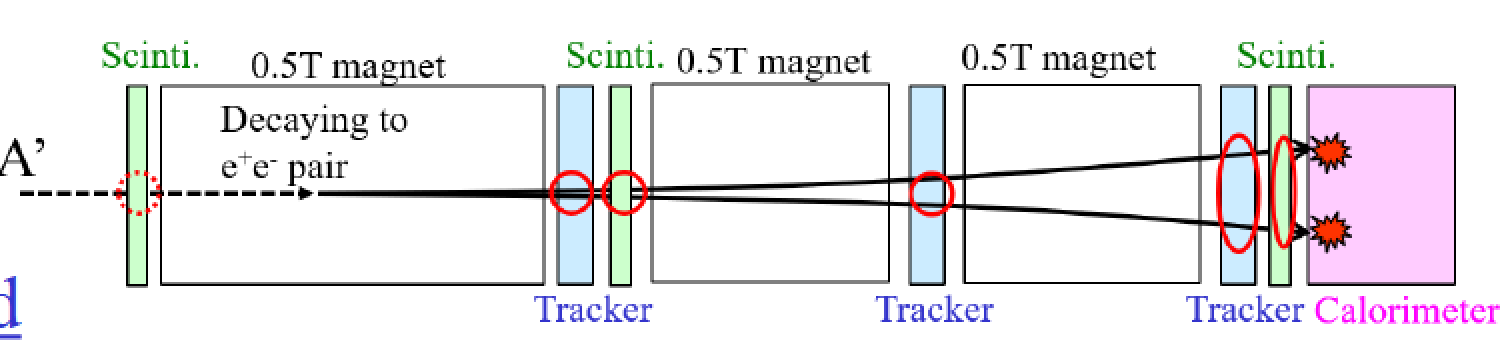 Scinti.
0.5T magnet
Scinti.
0.5T magnet
0.5T magnet
Scinti.
Decaying to
e⁺e⁻ pair
A’
d
Tracker
Tracker
Tracker
Calorimeter